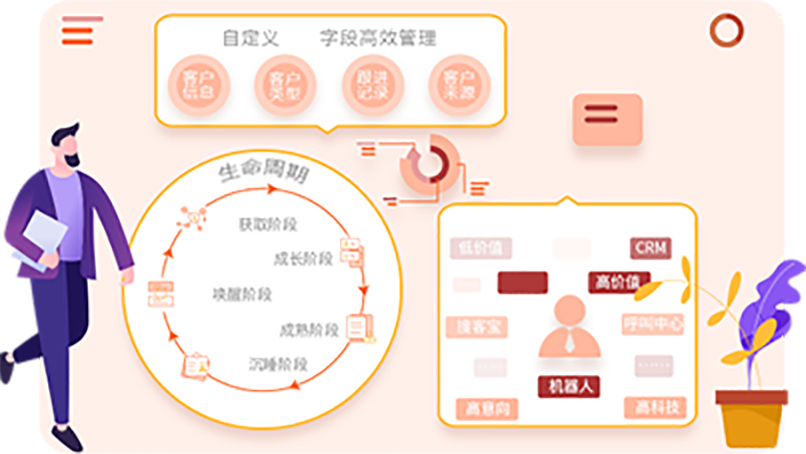 自定义 字段高效管理
客户
信息
客户
类型
跟进
记录
客户
来源
生命周期
获取阶段
成长阶段
唤醒阶段
成熟阶段
沉睡阶段
低价值
CRM
高价值
搜客宝
呼叫中心
机器人
高意向
高科技